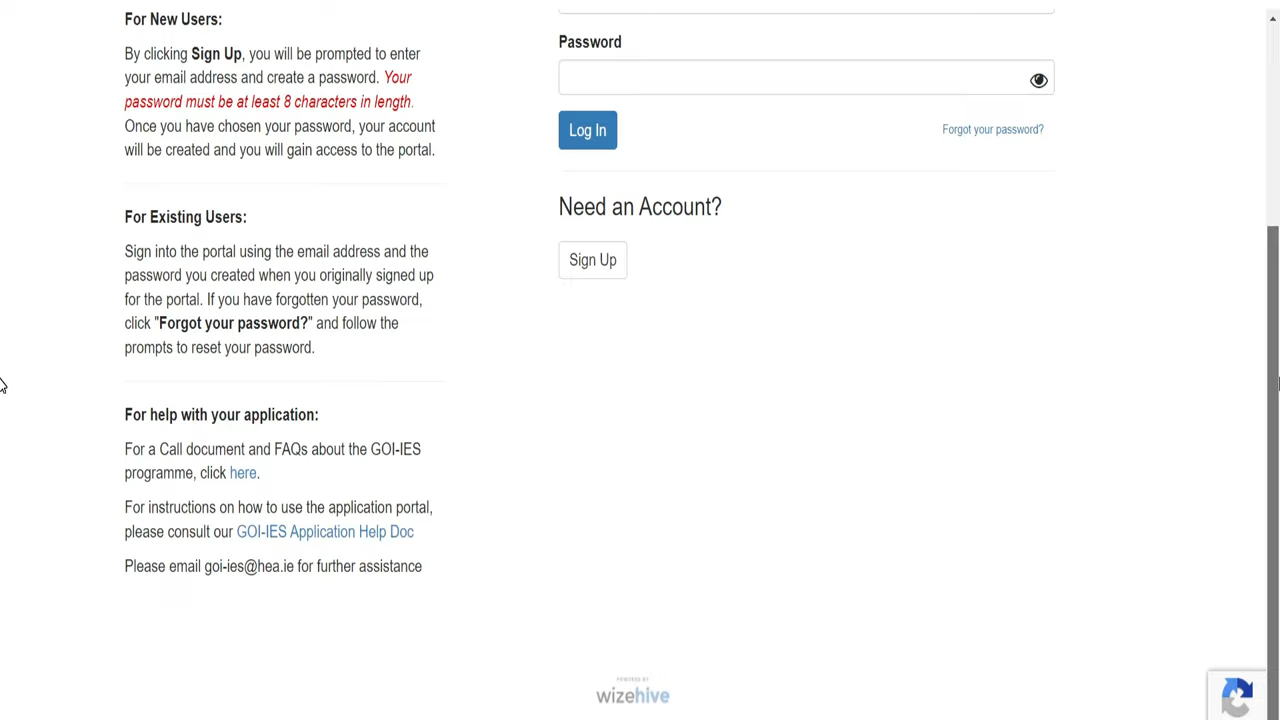 For New Users:
By clicking Sign Up, you will be prompted to enter
your email address and create a password. Your
password must be at least 8 characters in length.
Once you have chosen your password, your account
will be created and you will gain access to the portal.
For Existing Users:
Sign into the portal using the email address and the
password you created when you originally signed up
for the portal. If you have forgotten your password,
click "Forgot your password?" and follow the
prompts to reset your password.
For help with your application:
For a Call document and FAQs about the GOI-IES
programme, click here.
For instructions on how to use the application portal,
please consult our GOI-IES Application Help Doc
Please email goi-ies@hea.ie for further assistance
Password
Log In
Forgot your password?
Need an Account?
Sign Up
POWERED BY
wizehive